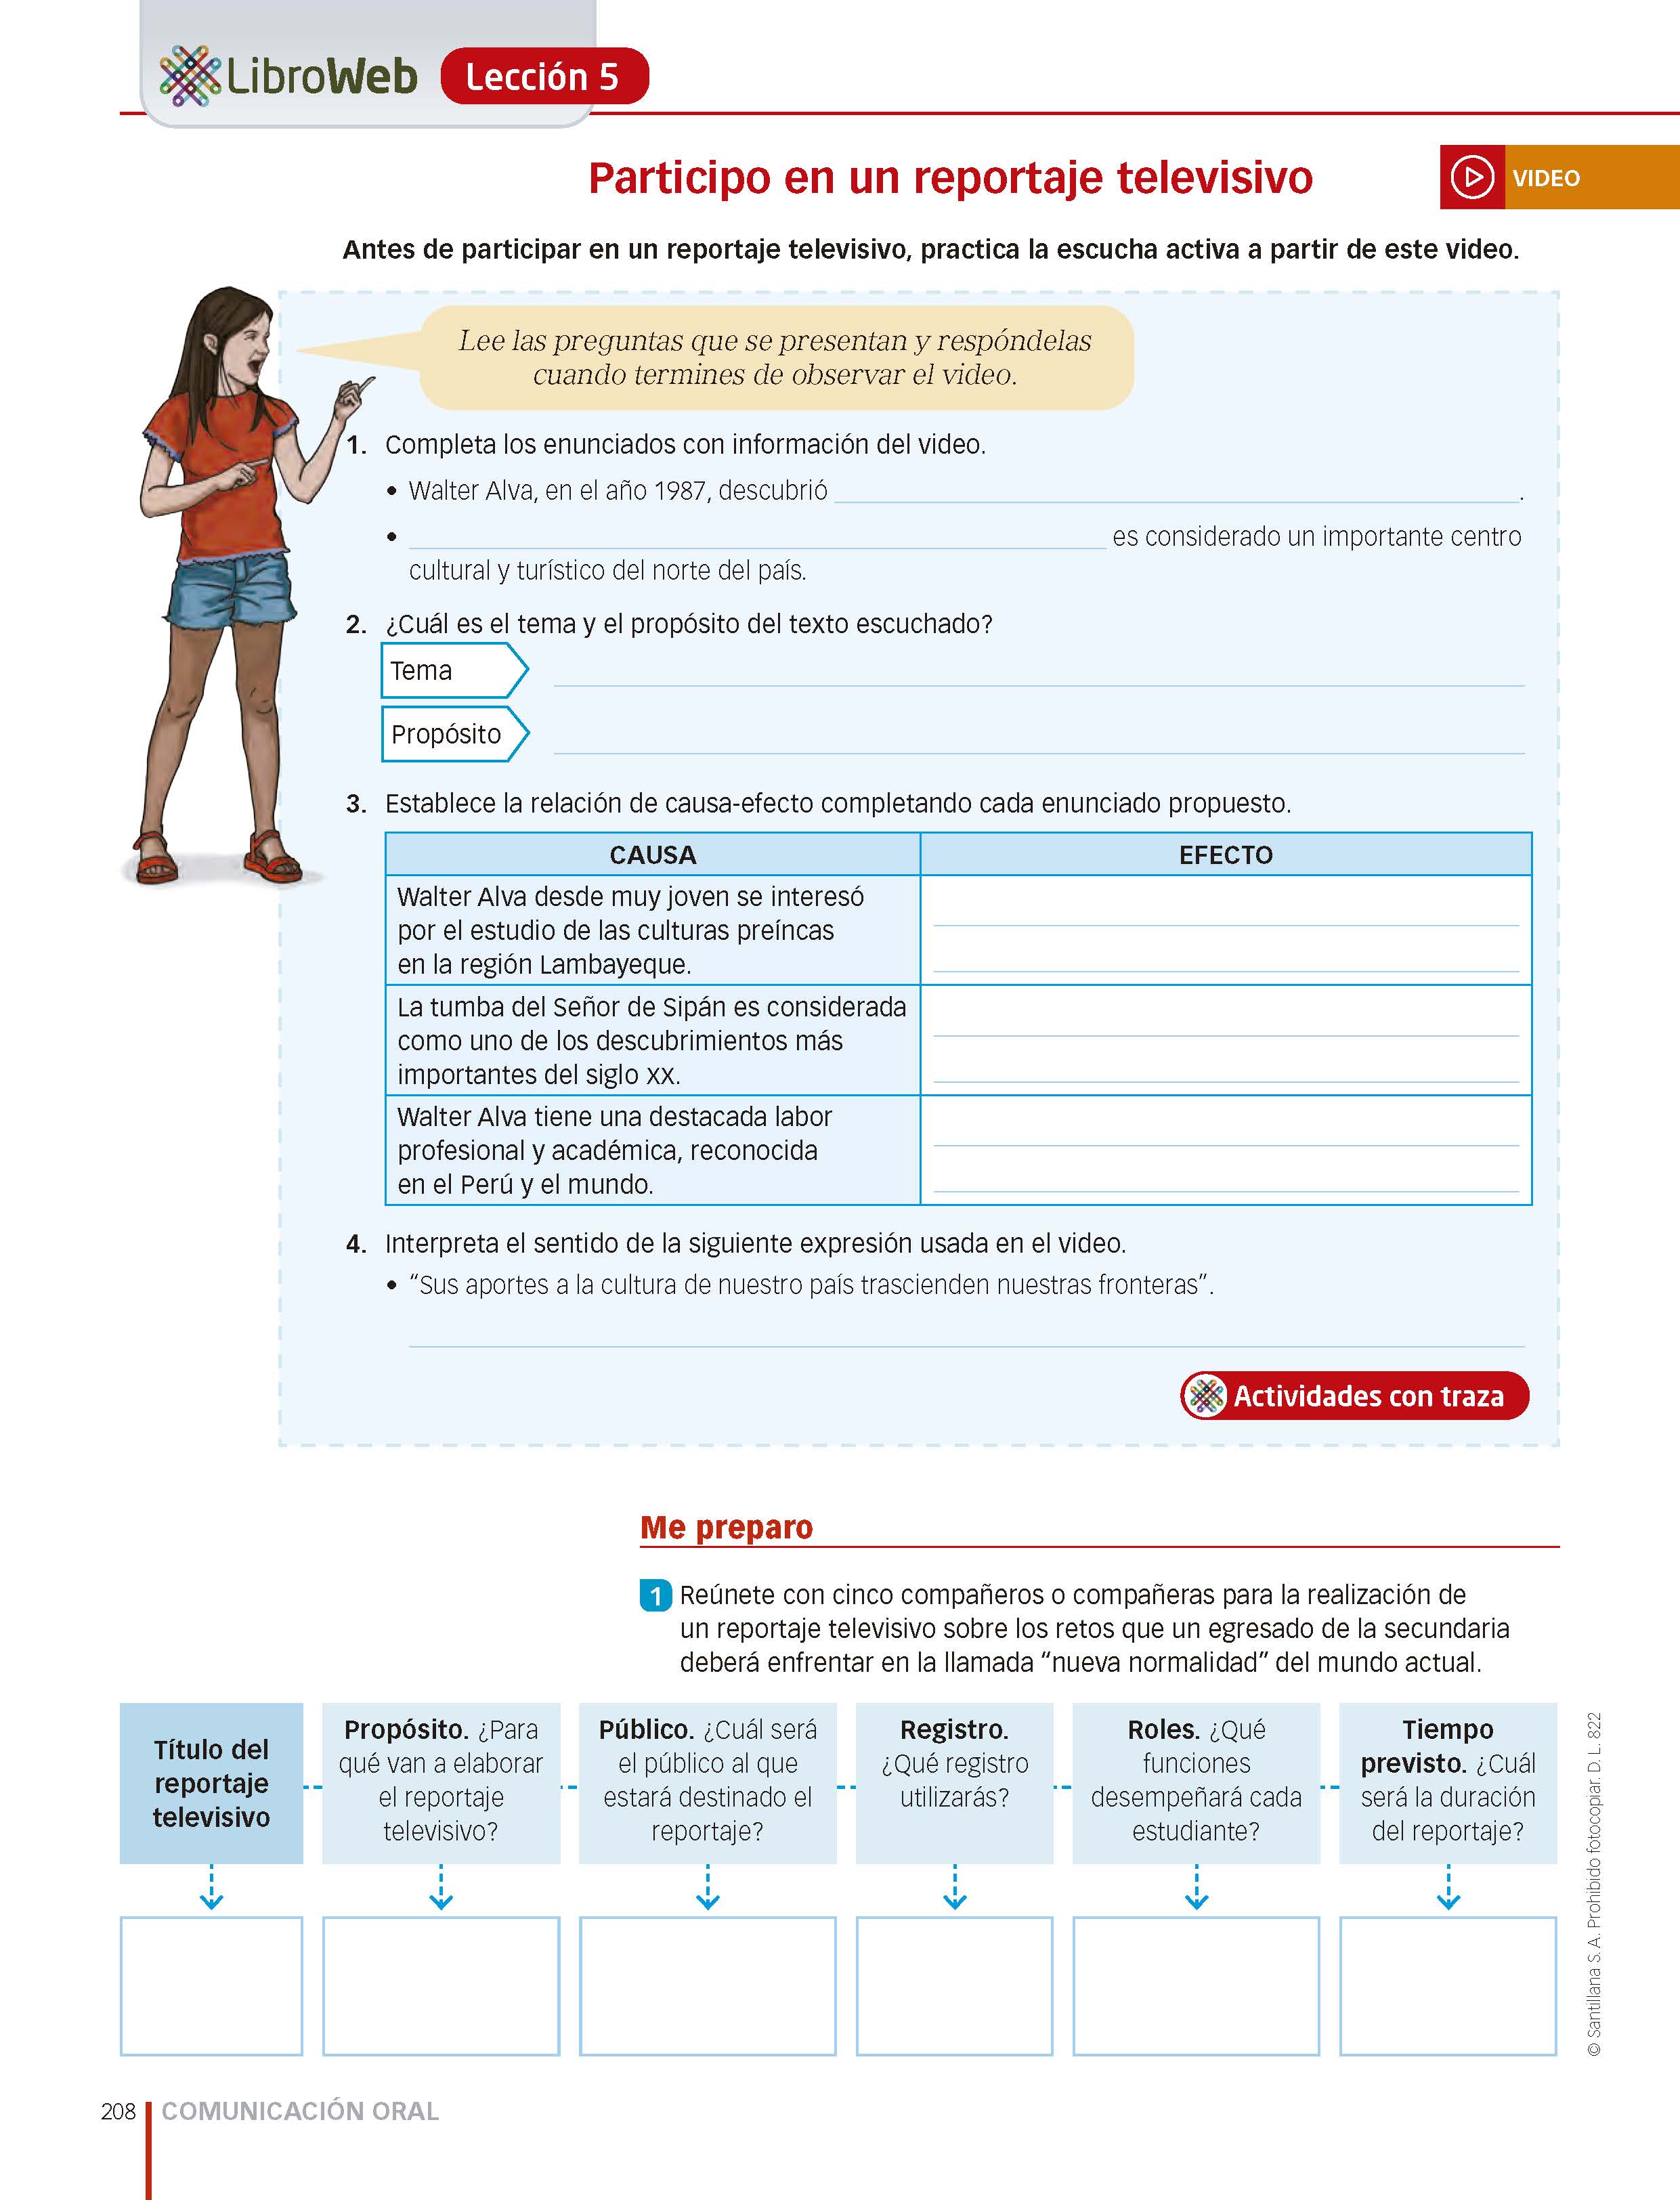 LibroWeb Lección 5
Participo en un reportaje televisivo
VIDEO
Antes de participar en un reportaje televisivo, practica la escucha activa a partir de este video.
Lee las preguntas que se presentan y respóndelas
cuando termines de observar el video.
1. Completa los enunciados con información del video.
• Walter Alva, en el año 1987, descubrió .
• es considerado un importante centro
cultural y turístico del norte del país.
2. ¿Cuál es el tema y el propósito del texto escuchado?
Tema
Propósito
3. Establece la relación de causa-efecto completando cada enunciado propuesto.
CAUSA
EFECTO
Walter Alva desde muy joven se interesó
por el estudio de las culturas preíncas
en la región Lambayeque.
La tumba del Señor de Sipán es considerada
como uno de los descubrimientos más
importantes del siglo XX.
Walter Alva tiene una destacada labor
profesional y académica, reconocida
en el Perú y el mundo.
4. Interpreta el sentido de la siguiente expresión usada en el video.
• “Sus aportes a la cultura de nuestro país trascienden nuestras fronteras”.
Actividades con traza
Me preparo
1 Reúnete con cinco compañeros o compañeras para la realización de
un reportaje televisivo sobre los retos que un egresado de la secundaria
deberá enfrentar en la llamada “nueva normalidad” del mundo actual.
Título del
reportaje
televisivo
Propósito. ¿Para
qué van a elaborar
el reportaje
televisivo?
Público. ¿Cuál será
el público al que
estará destinado el
reportaje?
Registro.
¿Qué registro
utilizarás?
Roles. ¿Qué
funciones
desempeñará cada
estudiante?
Tiempo
previsto. ¿Cuál
será la duración
del reportaje?
© Santillana S. A. Prohibido fotocopiar. D. L. 822
208 COMUNICACIÓN ORAL